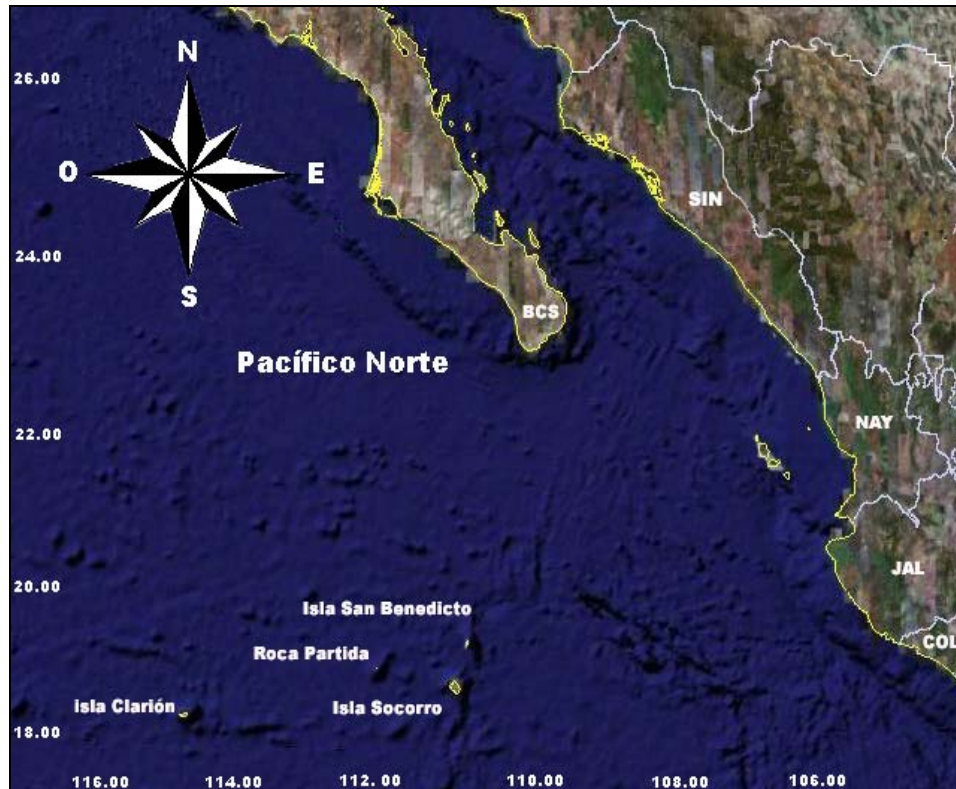 26.00
N
O
E
S
SIN
24.00
BCS
Pacífico Norte
NAY
22.00
JAL
20.00
Isla San Benedicto
COL
Roca Partida
isla Clarión
Isla Socorro
18.00
116.00
114.00
112.00
110.00
108.00
106.00